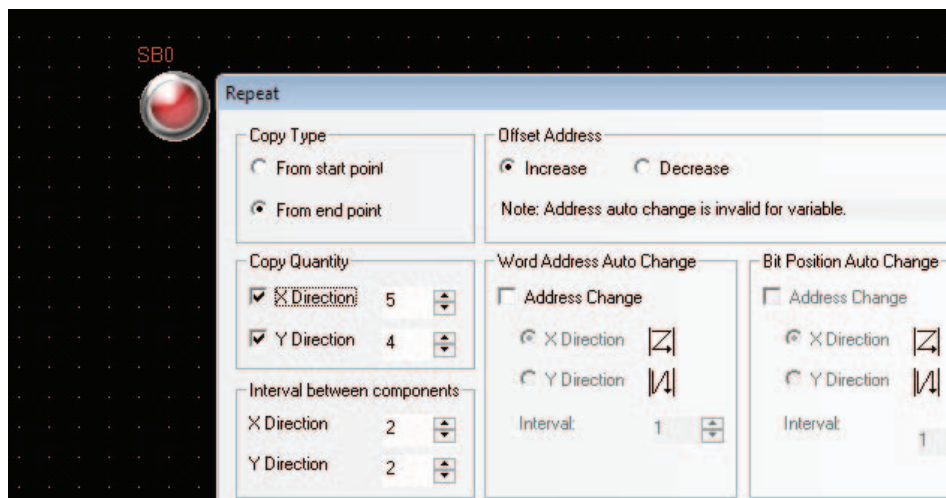 SB0
Repeat
Copy Type
From start point
From end point
Offset Address
Increase Decrease
Note: Address auto change is invalid for variable.
Copy Quantity
X Direction 5
Y Direction 4
Interval between components
X Direction 2
Y Direction 2
Word Address Auto Change
Address Change
X Direction
Y Direction
Interval: 1
Bit Position Auto Change
Address Change
X Direction
Y Direction
Interval: 1